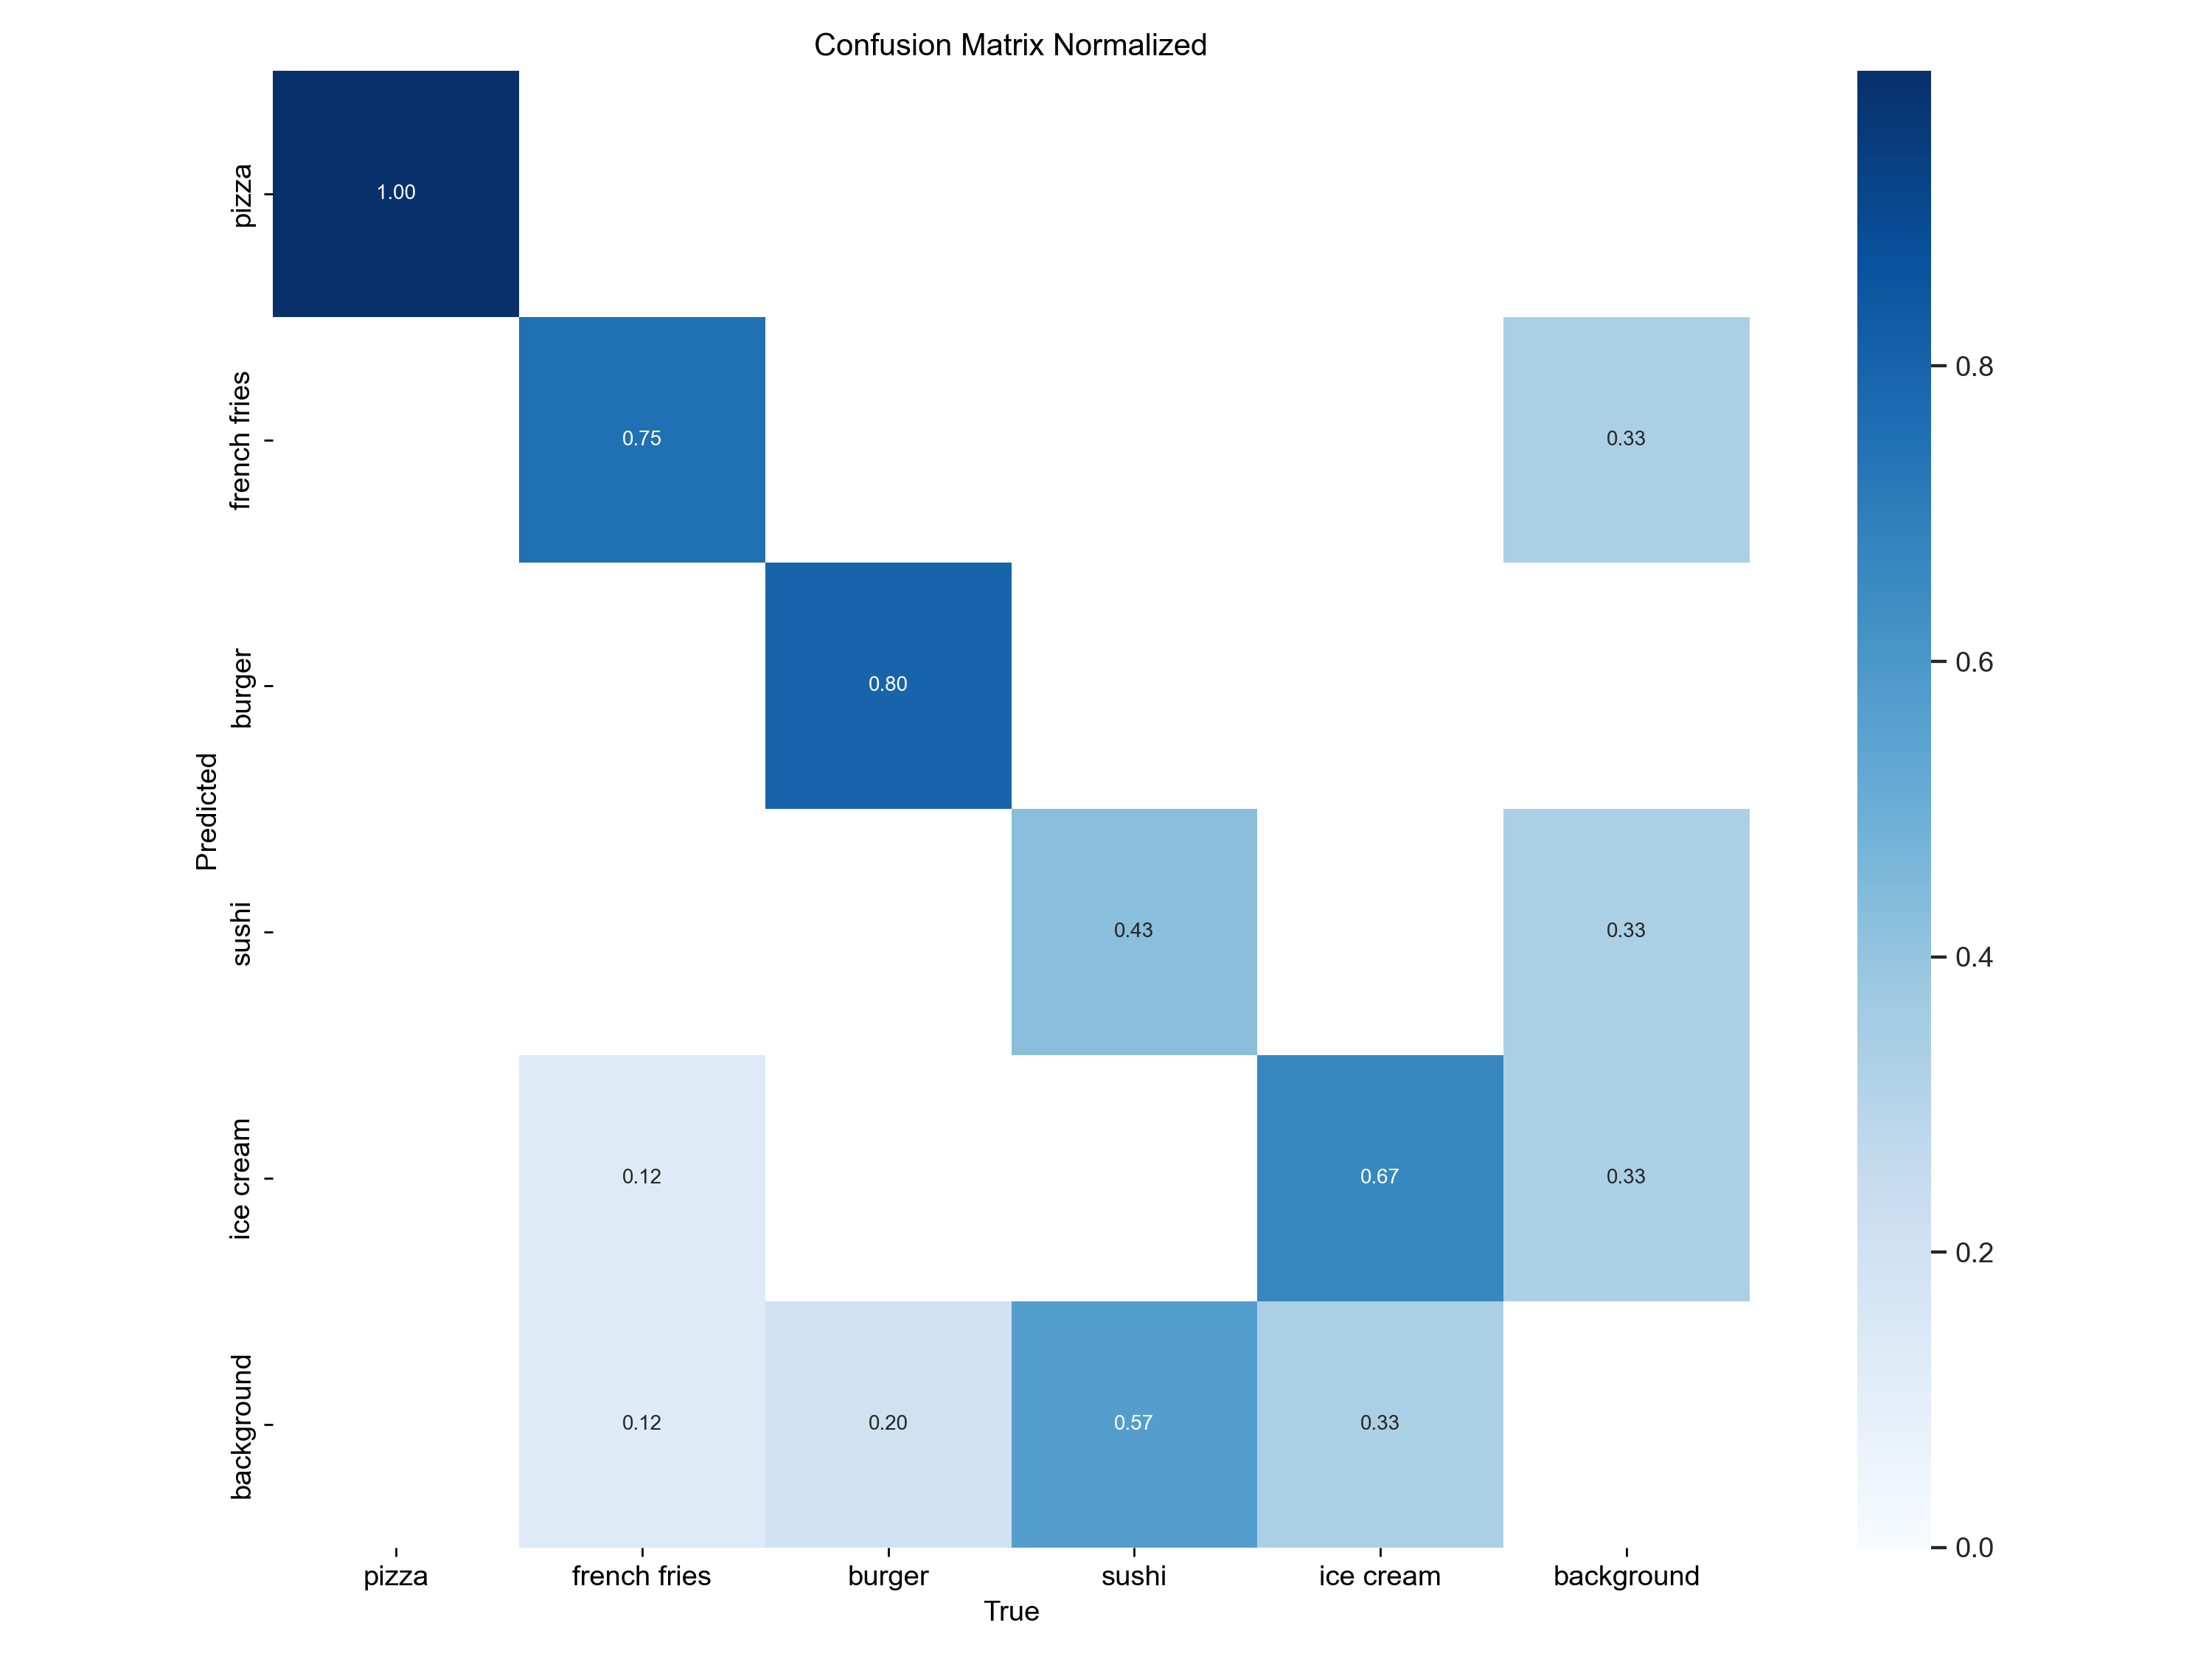 Confusion Matrix Normalized
pizza
1.00
french fries
0.75
0.33
0.8
burger
0.80
0.6
Predicted
sushi
0.43
0.33
0.4
ice cream
0.12
0.67
0.33
0.2
background
0.12
0.20
0.57
0.33
0.0
pizza
french fries
burger
sushi
ice cream
background
True